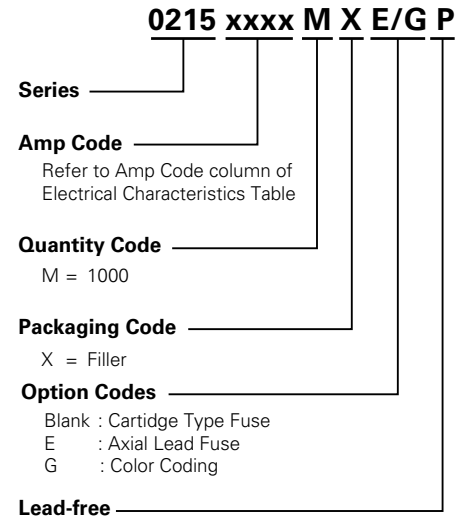 0215 xxxx M X E/G P
Series
Amp Code
Refer to Amp Code column of
Electrical Characteristics Table
Quantity Code
M = 1000
Packaging Code
X = Filler
Option Codes
Blank : Cartidge Type Fuse
E : Axial Lead Fuse
G : Color Coding
Lead-free